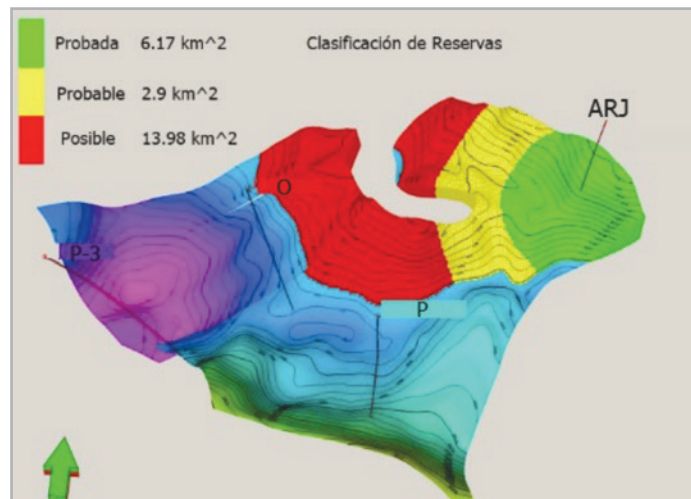 Probada 6.17 km^2 Clasificación de Reservas
Probable 2.9 km^2
Posible 13.98 km^2
ARJ
O
P-3
P